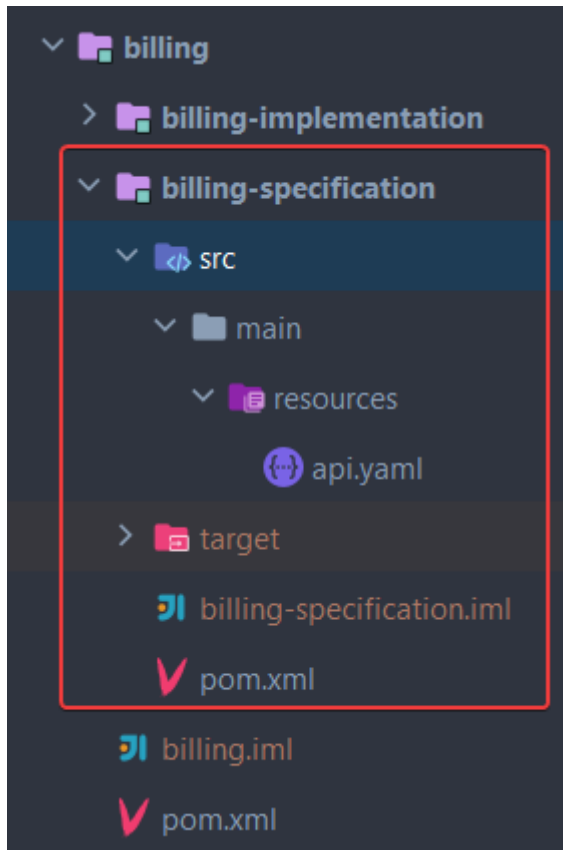 billing
billing-implementation
billing-specification
src
main
resources
api.yaml
target
billing-specification.iml
pom.xml
billing.iml
pom.xml